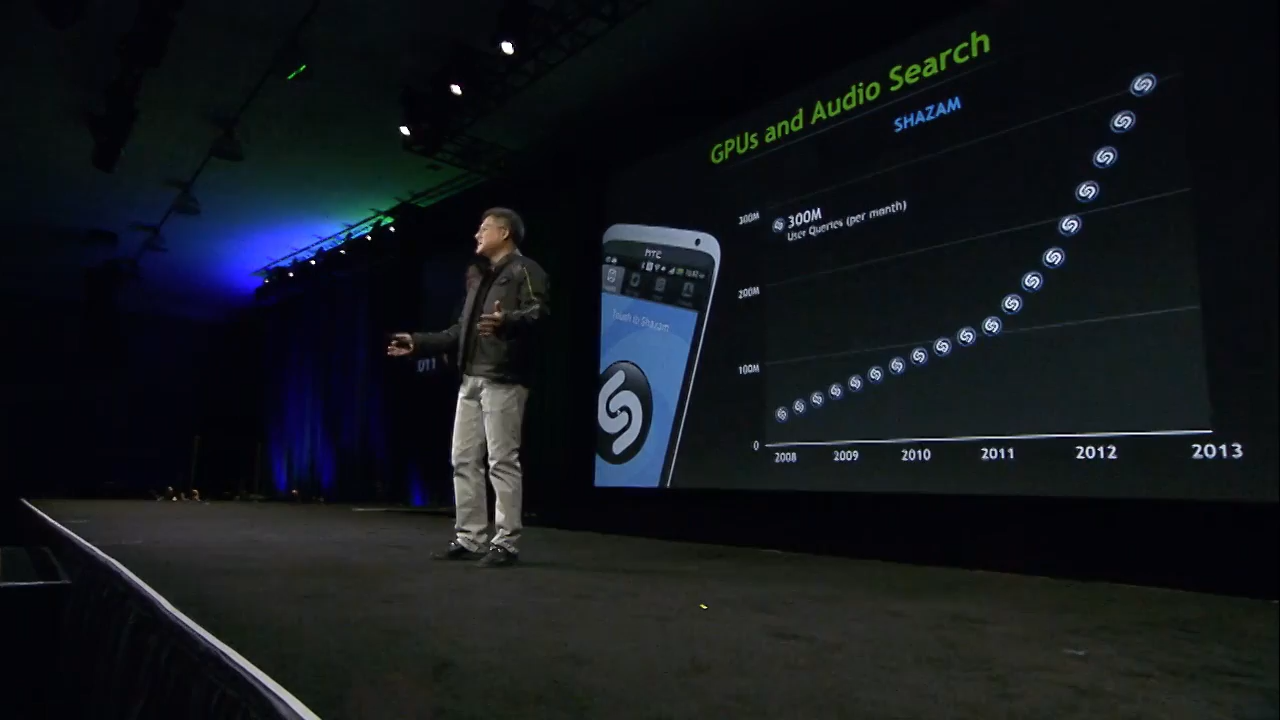 GPUs and Audio Search
SHAZAM
300M
User Queries (per month)
300M
200M
100M
0
2008
2009
2010
2011
2012
2013
hTC
Touch to Shazam